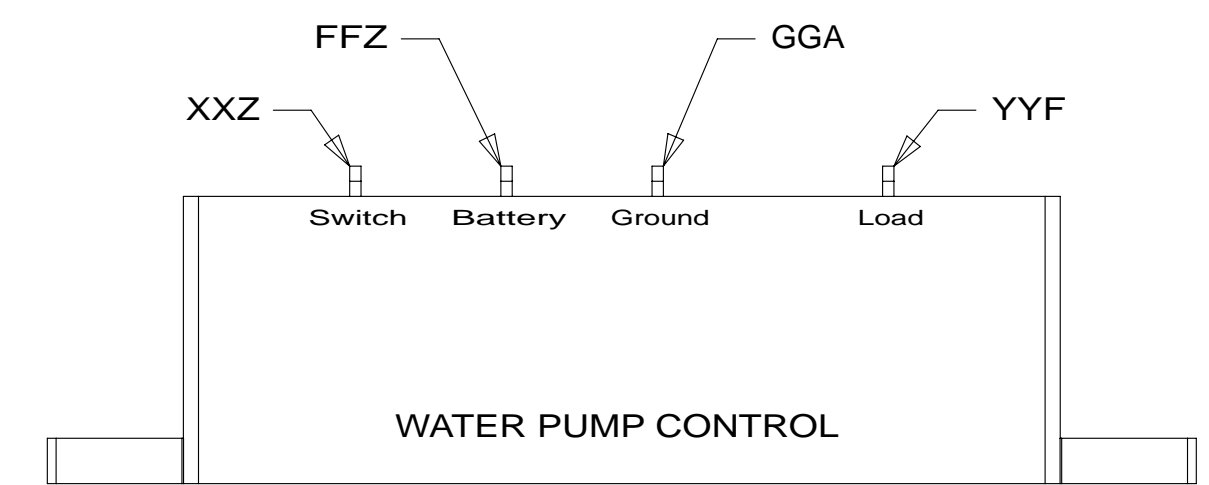 FFZ GGA
XXZ YYF
Switch Battery Ground Load
WATER PUMP CONTROL